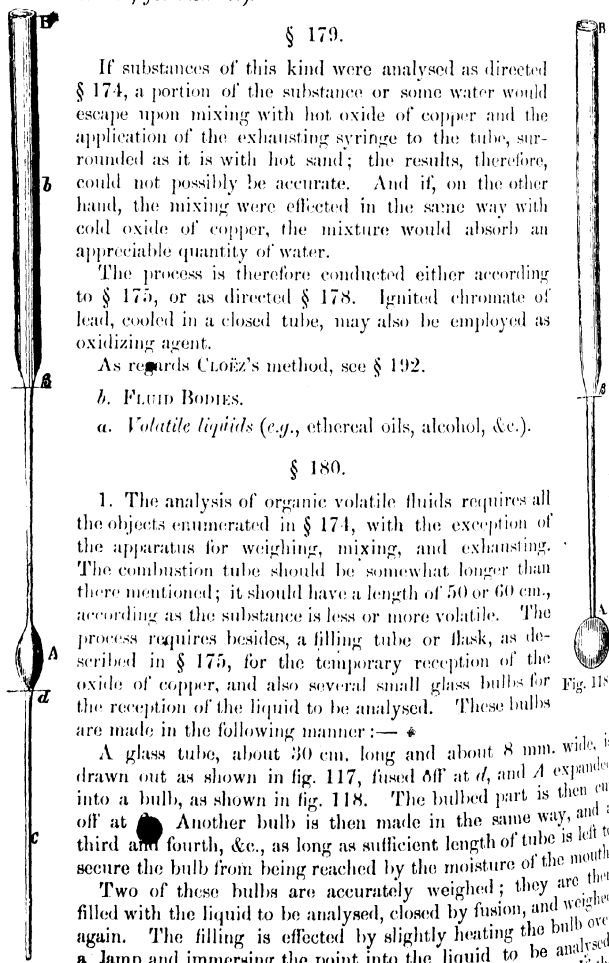 § 179.
If substances of this kind were analysed as directed
§ 174, a portion of the substance or some water would
escape upon mixing with hot oxide of copper and the
application of the exhausting syringe to the tube, sur-
rounded as it is with hot sand; the results, therefore,
could not possibly be accurate. And if, on the other
hand, the mixing were effected in the same way with
cold oxide of copper, the mixture would absorb an
appreciable quantity of water.
The process is therefore conducted either according
to § 175, or as directed § 178. Ignited chromate of
lead, cooled in a closed tube, may also be employed as
oxidizing agent.
As regards CLOËZ's method, see § 192.
b. FLUID BODIES.
a. Volatile liquids (e.g., ethereal oils, alcohol, &c.).
§ 180.
1. The analysis of organic volatile fluids requires all
the objects enumerated in § 174, with the exception of
the apparatus for weighing, mixing, and exhausting.
The combustion tube should be somewhat longer than
there mentioned; it should have a length of 50 or 60 cm.,
according as the substance is less or more volatile. The
process requires besides, a filling tube or flask, as de-
scribed in § 175, for the temporary reception of the
oxide of copper, and also several small glass bulbs for
the reception of the liquid to be analysed. These bulbs
are made in the following manner:—
A glass tube, about 30 cm. long and about 8 mm. wide,
drawn out as shown in fig. 117, fused off at d, and A expanded
into a bulb, as shown in fig. 118. The bulbed part is then
off at Another bulb is then made in the same way, and
third and fourth, &c., as long as sufficient length of tube is left to
secure the bulb from being reached by the moisture of the mouth
Two of these bulbs are accurately weighed; they are then
filled with the liquid to be analysed, closed by fusion, and weighed
again. The filling is effected by slightly heating the bulb over
a lamp and immersing the point into the liquid to be analysed
B
b
β
A
d
c
B
β
A
Fig. 118